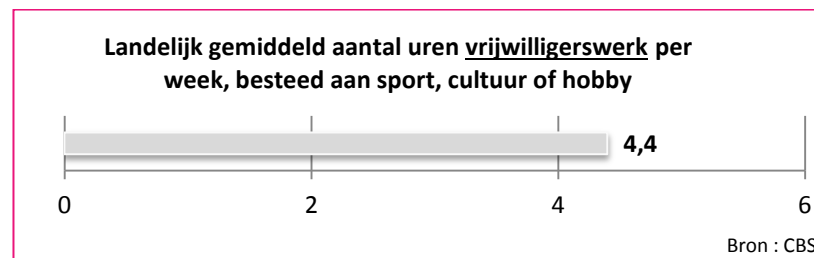 Landelijk gemiddeld aantal uren vrijwilligerswerk per
week, besteed aan sport, cultuur of hobby
4,4
0 2 4 6
Bron : CBS